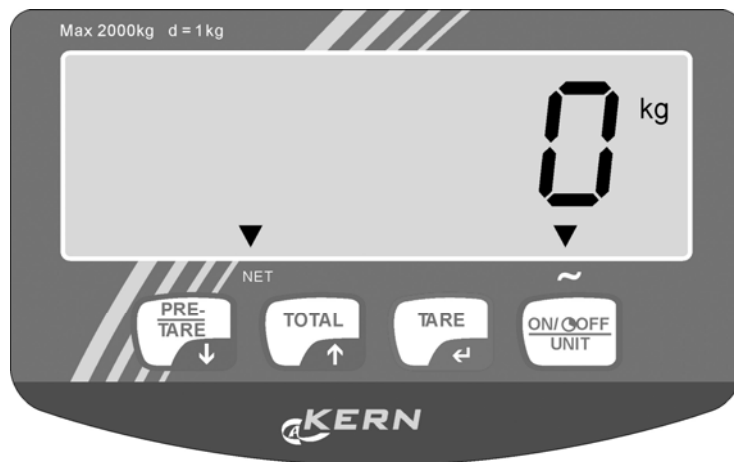 Max 2000kg d = 1kg
0 kg
NET ~
PRE-
TARE
TOTAL
TARE
ON/OFF
UNIT
KERN